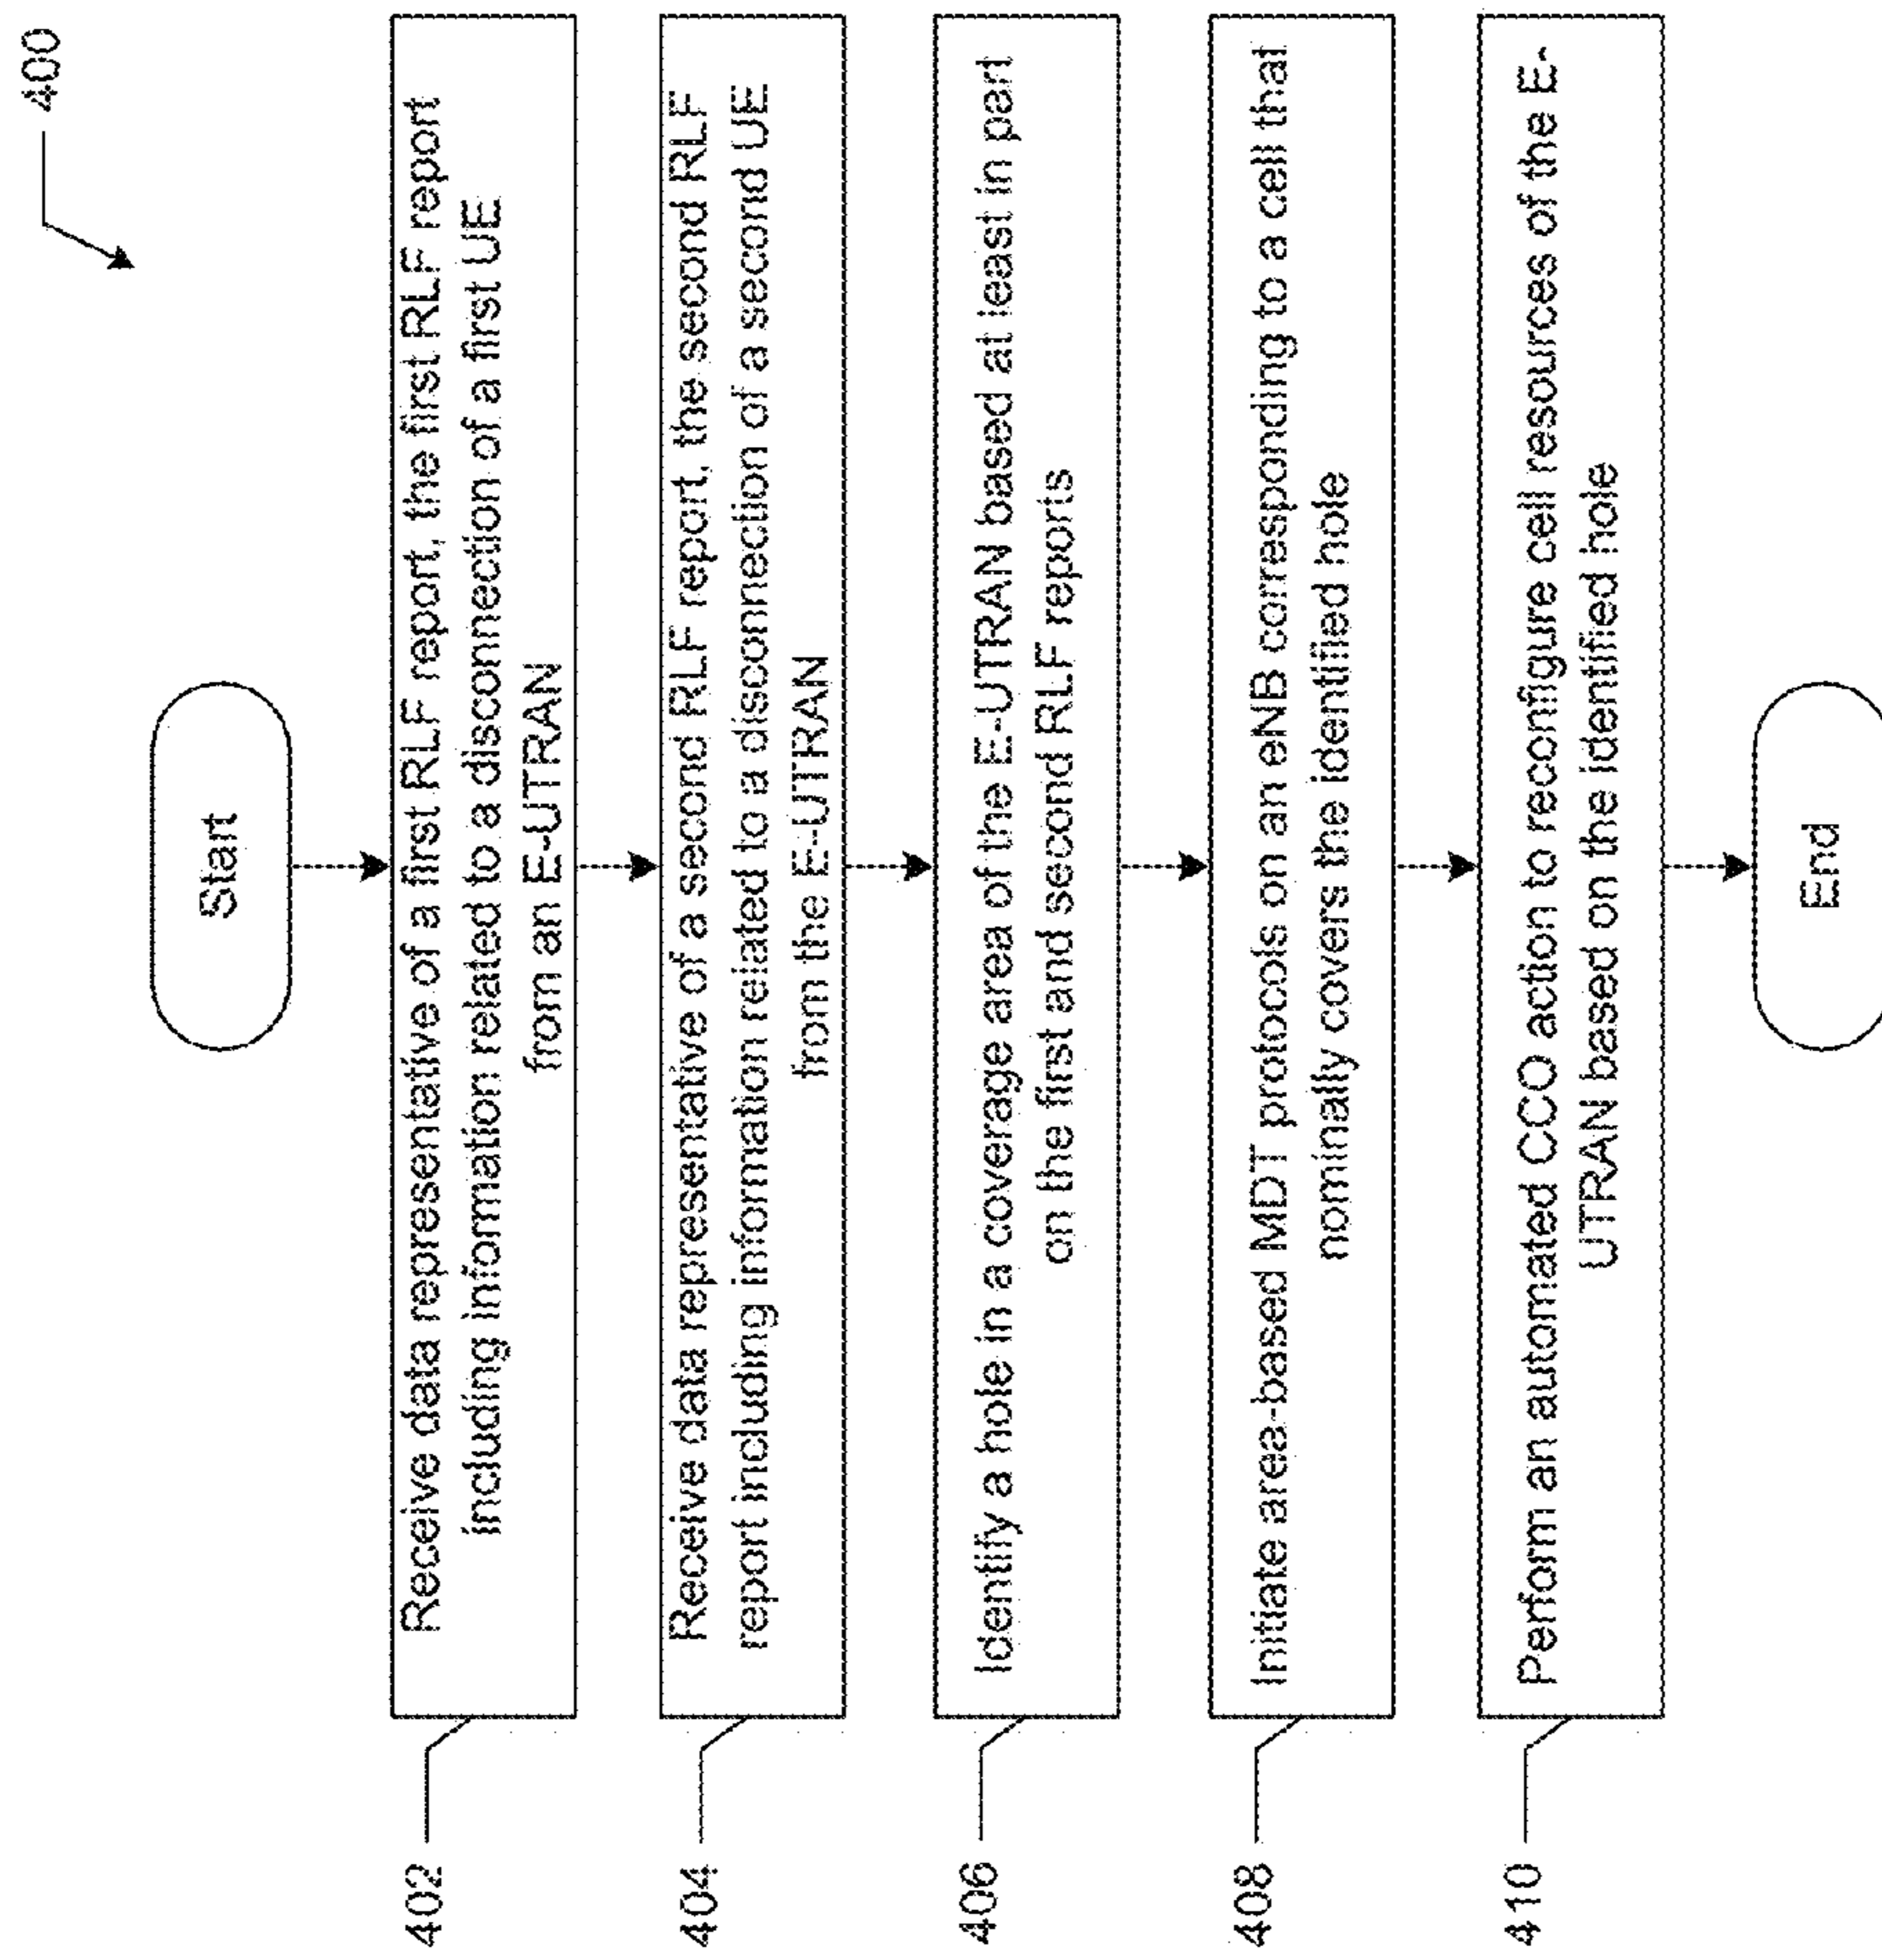 400
Start
402
Receive data representative of a first RLF report, the first RLF report
including information related to a disconnection of a first UE
from an E-UTRAN
404
Receive data representative of a second RLF report, the second RLF
report including information related to a disconnection of a second UE
from the E-UTRAN
406
Identify a hole in a coverage area of the E-UTRAN based at least in part
on the first and second RLF reports
408
Initiate area-based MDT protocols on an eNB corresponding to a cell that
nominally covers the identified hole
410
Perform an automated CCO action to reconfigure cell resources of the E-
UTRAN based on the identified hole
End